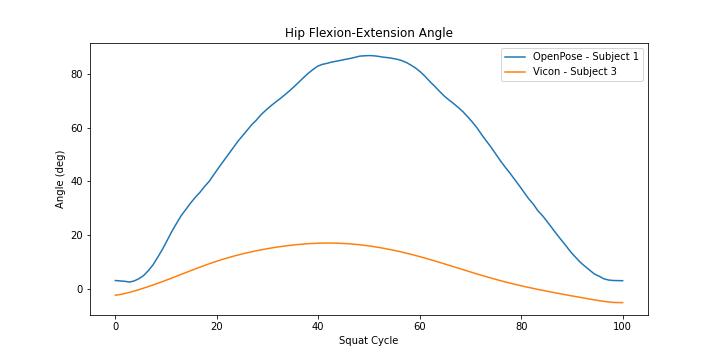 Hip Flexion-Extension Angle
OpenPose - Subject 1
Vicon - Subject 3
Angle (deg)
80
60
40
20
0
0 20 40 60 80 100
Squat Cycle